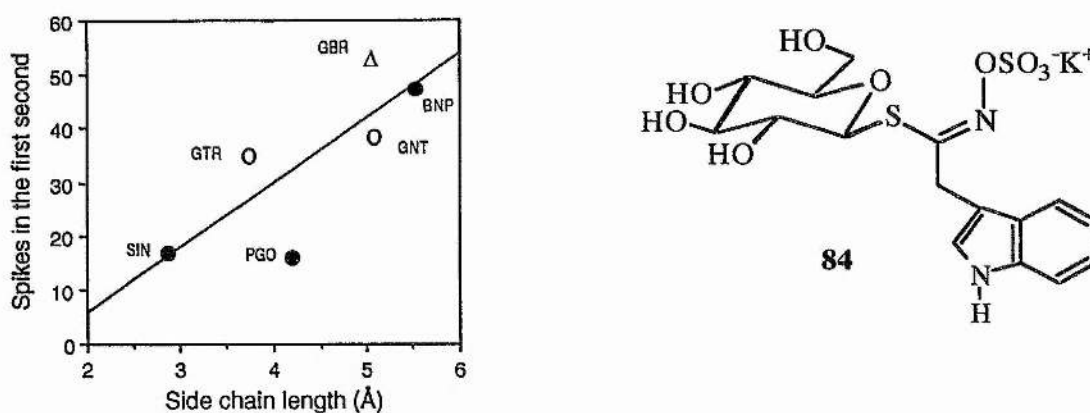 60
50
40
30
20
10
0
Spikes in the first second
GBR
BNP
GNT
GTR
SIN
PGO
2 3 4 5 6
Side chain length (Å)
HO
O
OSO₃⁻K⁺
HO
HO
HO
S
N
84
N
H